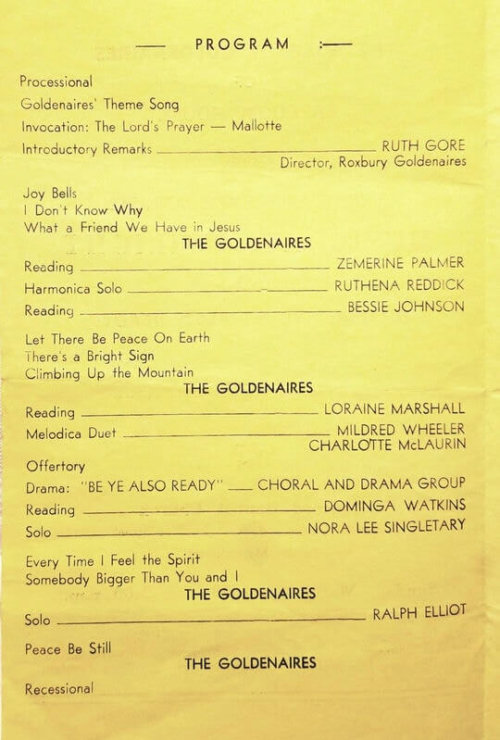 PROGRAM
Processional
Goldenaires' Theme Song
Invocation: The Lord's Prayer — Mallotte
Introductory Remarks RUTH GORE
Director, Roxbury Goldenaires
Joy Bells
I Don't Know Why
What a Friend We Have in Jesus
THE GOLDENAIRES
Reading ZEMERINE PALMER
Harmonica Solo RUTHENA REDDICK
Reading BESSIE JOHNSON
Let There Be Peace On Earth
There's a Bright Sign
Climbing Up the Mountain
THE GOLDENAIRES
Reading LORAINE MARSHALL
Melodica Duet MILDRED WHEELER
CHARLOTTE McLAURIN
Offertory
Drama: "BE YE ALSO READY" CHORAL AND DRAMA GROUP
Reading DOMINGA WATKINS
Solo NORA LEE SINGLETARY
Every Time I Feel the Spirit
Somebody Bigger Than You and I
THE GOLDENAIRES
Solo RALPH ELLIOT
Peace Be Still
THE GOLDENAIRES
Recessional